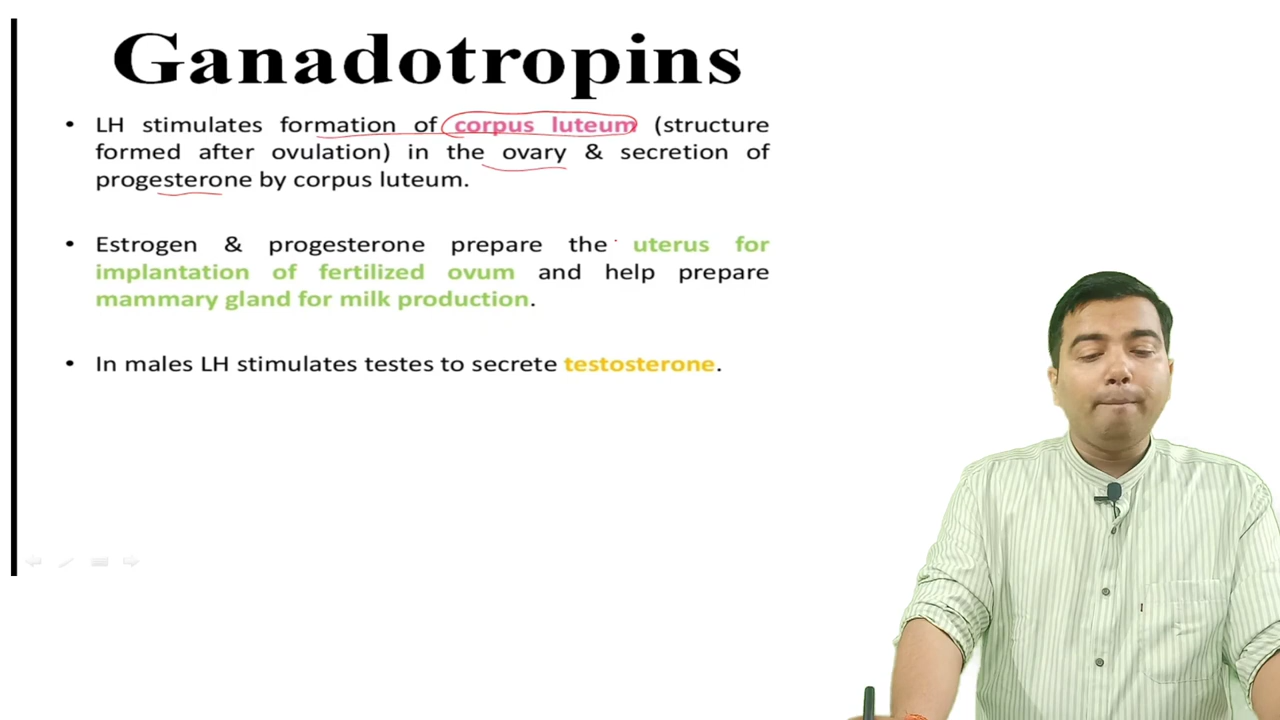 Ganadotropins
• LH stimulates formation of corpus luteum (structure
formed after ovulation) in the ovary & secretion of
progesterone by corpus luteum.
• Estrogen & progesterone prepare the uterus for
implantation of fertilized ovum and help prepare
mammary gland for milk production.
• In males LH stimulates testes to secrete testosterone.